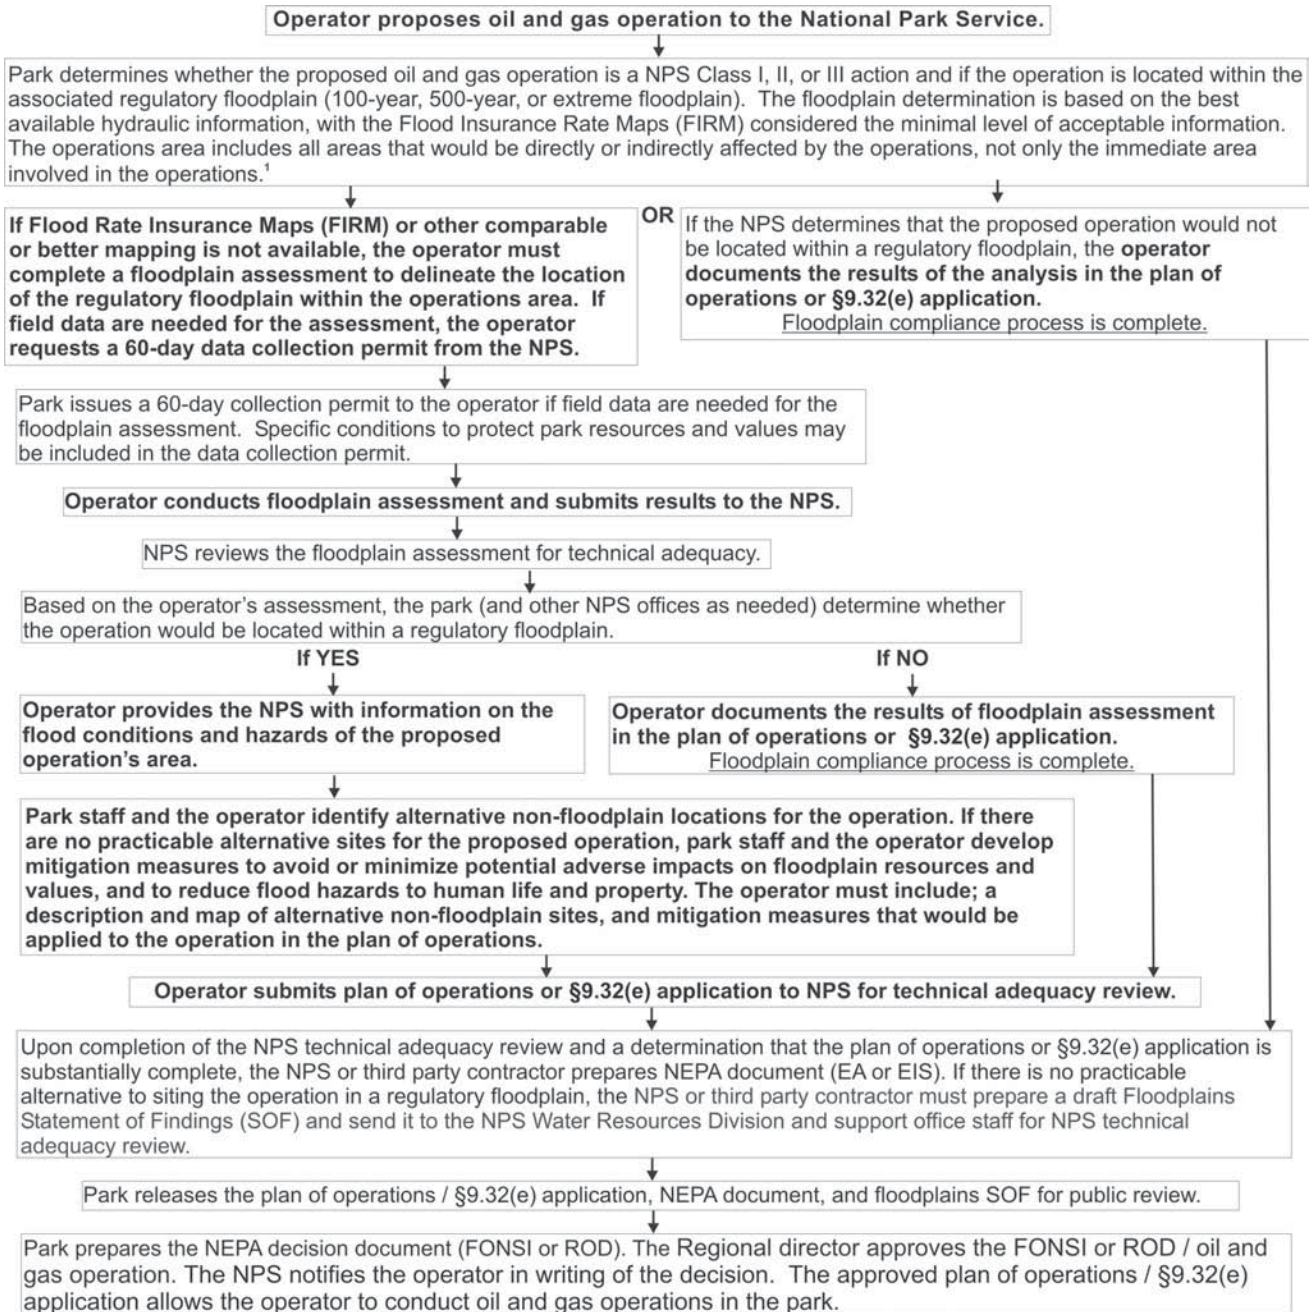 Operator proposes oil and gas operation to the National Park Service.
Park determines whether the proposed oil and gas operation is a NPS Class I, II, or III action and if the operation is located within the
associated regulatory floodplain (100-year, 500-year, or extreme floodplain).  The floodplain determination is based on the best
available hydraulic information, with the Flood Insurance Rate Maps (FIRM) considered the minimal level of acceptable information.
The operations area includes all areas that would be directly or indirectly affected by the operations, not only the immediate area
involved in the operations.¹
If Flood Rate Insurance Maps (FIRM) or other comparable
or better mapping is not available, the operator must
complete a floodplain assessment to delineate the location
of the regulatory floodplain within the operations area.  If
field data are needed for the assessment, the operator
requests a 60-day data collection permit from the NPS.
OR
If the NPS determines that the proposed operation would not
be located within a regulatory floodplain, the operator
documents the results of the analysis in the plan of
operations or §9.32(e) application.
Floodplain compliance process is complete.
Park issues a 60-day collection permit to the operator if field data are needed for the
floodplain assessment.  Specific conditions to protect park resources and values may
be included in the data collection permit.
Operator conducts floodplain assessment and submits results to the NPS.
NPS reviews the floodplain assessment for technical adequacy.
Based on the operator's assessment, the park (and other NPS offices as needed) determine whether
the operation would be located within a regulatory floodplain.
If YES
If NO
Operator provides the NPS with information on the
flood conditions and hazards of the proposed
operation's area.
Operator documents the results of floodplain assessment
in the plan of operations or  §9.32(e) application.
Floodplain compliance process is complete.
Park staff and the operator identify alternative non-floodplain locations for the operation. If there
are no practicable alternative sites for the proposed operation, park staff and the operator develop
mitigation measures to avoid or minimize potential adverse impacts on floodplain resources and
values, and to reduce flood hazards to human life and property. The operator must include; a
description and map of alternative non-floodplain sites, and mitigation measures that would be
applied to the operation in the plan of operations.
Operator submits plan of operations or §9.32(e) application to NPS for technical adequacy review.
Upon completion of the NPS technical adequacy review and a determination that the plan of operations or §9.32(e) application is
substantially complete, the NPS or third party contractor prepares NEPA document (EA or EIS). If there is no practicable
alternative to siting the operation in a regulatory floodplain, the NPS or third party contractor must prepare a draft Floodplains
Statement of Findings (SOF) and send it to the NPS Water Resources Division and support office staff for NPS technical
adequacy review.
Park releases the plan of operations / §9.32(e) application, NEPA document, and floodplains SOF for public review.
Park prepares the NEPA decision document (FONSI or ROD). The Regional director approves the FONSI or ROD / oil and
gas operation. The NPS notifies the operator in writing of the decision.  The approved plan of operations / §9.32(e)
application allows the operator to conduct oil and gas operations in the park.